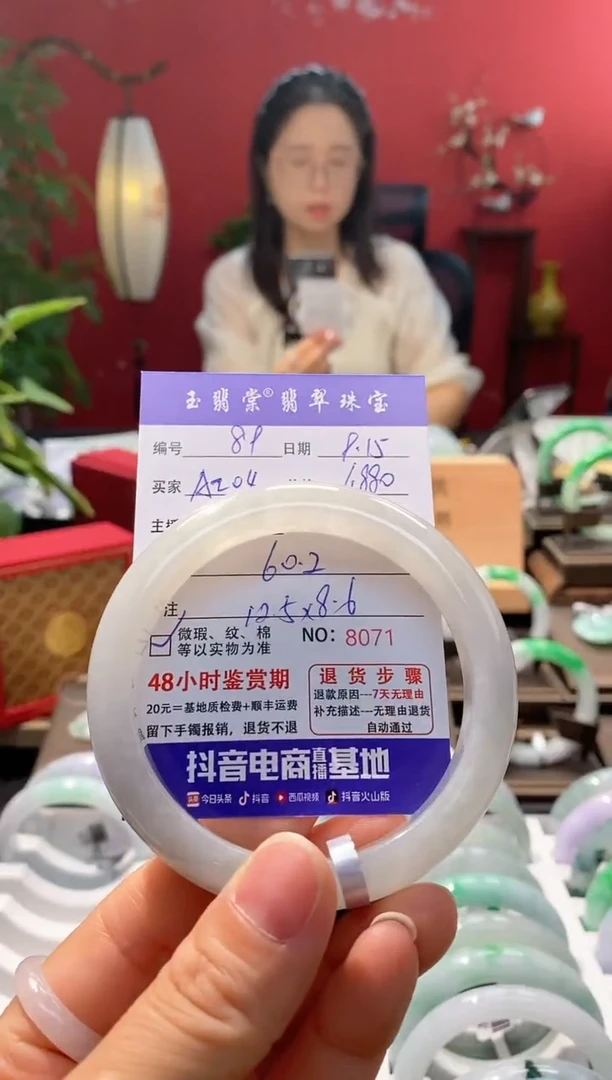 玉翡棠®翡翠珠宝
编号 89 日期 8.15
买家 A204 1,880
主
60.2
注 12.5x8.6
微瑕、纹、棉 NO: 8071
等以实物为准
48小时鉴赏期
20元=基地质检费+顺丰运费
留下手镯报销，退货不退
退货步骤
退款原因---7天无理由
补充描述---无理由退货
自动通过
抖音电商直播基地
头条 今日头条 抖音 西瓜视频 抖音火山版